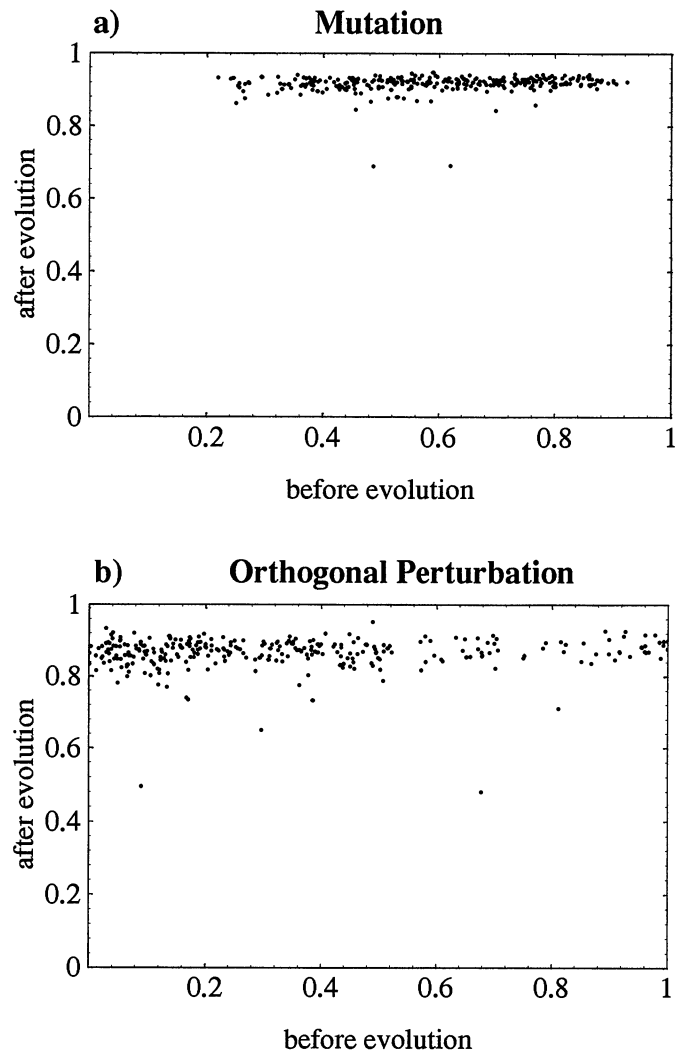 a) Mutation
1
0.8
0.6
0.4
0.2
0
after evolution
0.2 0.4 0.6 0.8 1
before evolution
b) Orthogonal Perturbation
1
0.8
0.6
0.4
0.2
0
after evolution
0.2 0.4 0.6 0.8 1
before evolution